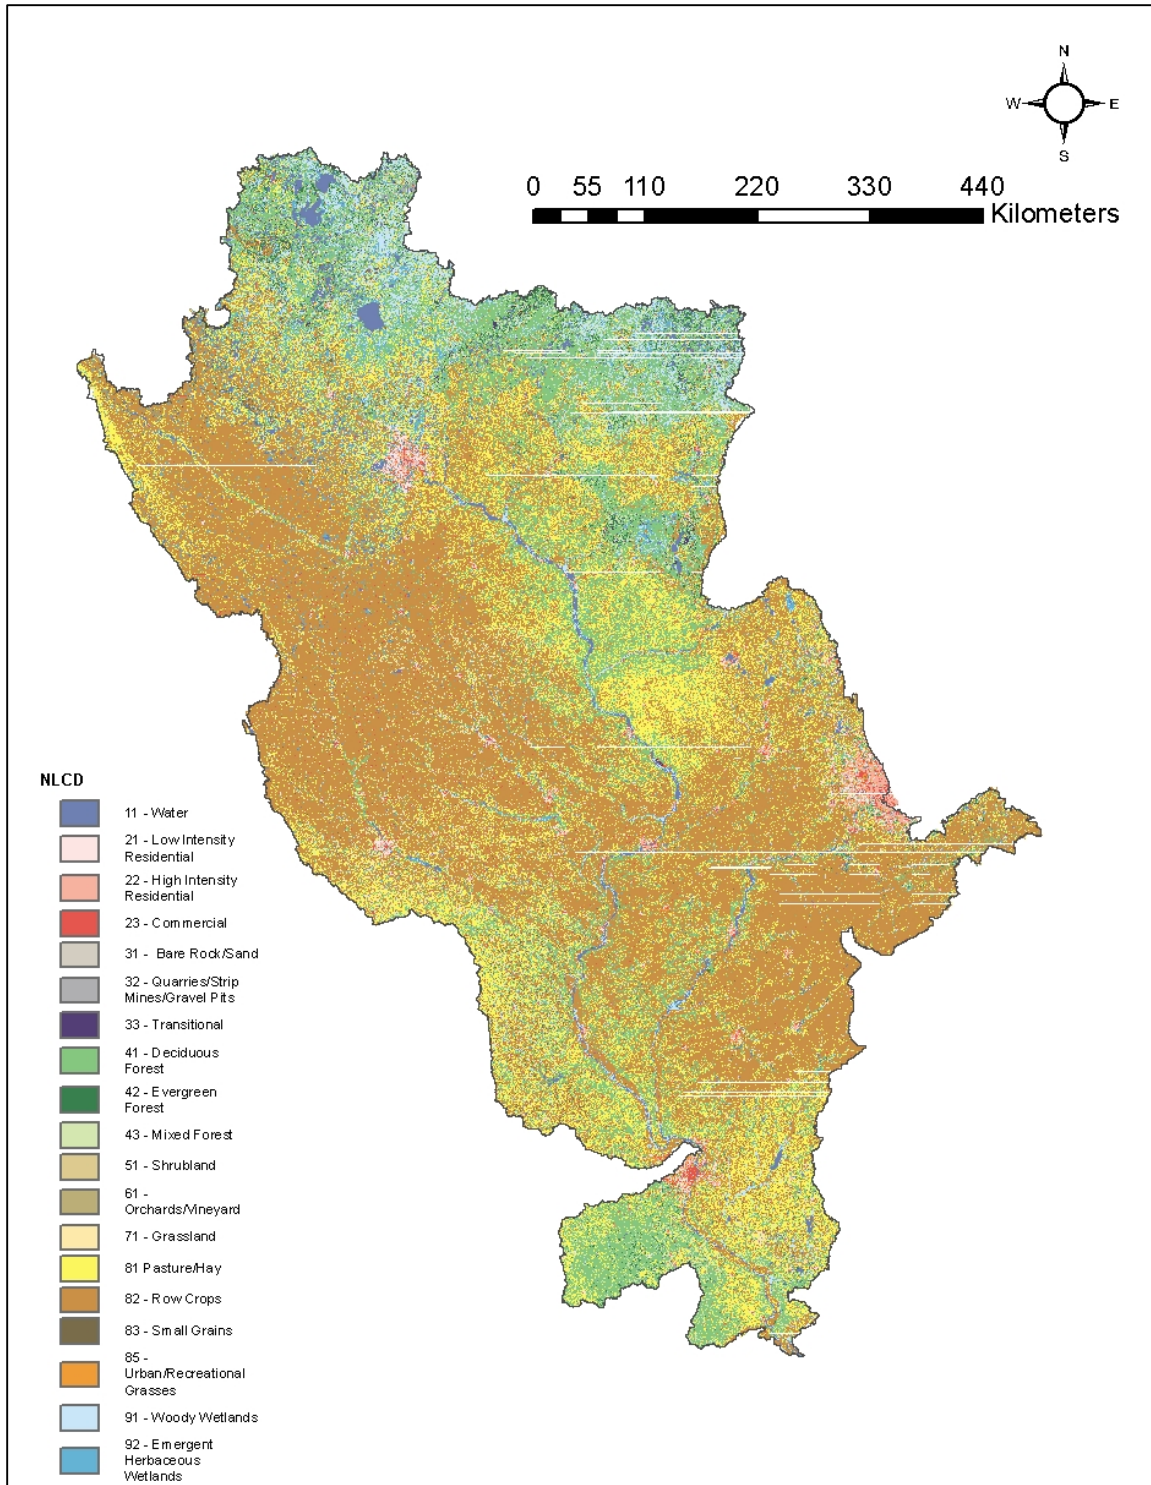 N
W E
S
0 55 110 220 330 440
Kilometers
NLCD
11 - Water
21 - Low Intensity
Residential
22 - High Intensity
Residential
23 - Commercial
31 - Bare Rock/Sand
32 - Quarries/Strip
Mines/Gravel Pits
33 - Transitional
41 - Deciduous
Forest
42 - Evergreen
Forest
43 - Mixed Forest
51 - Shrubland
61 -
Orchards/Vineyard
71 - Grassland
81 Pasture/Hay
82 - Row Crops
83 - Small Grains
85 -
Urban/Recreational
Grasses
91 - Woody Wetlands
92 - Emergent
Herbaceous
Wetlands